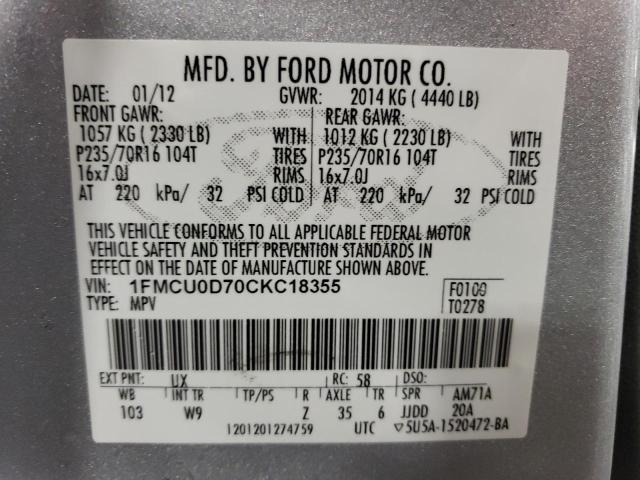 MFD. BY FORD MOTOR CO.
DATE: 01/12 GVWR: 2014 KG ( 4440 LB)
FRONT GAWR: REAR GAWR:
1057 KG ( 2330 LB) WITH 1012 KG ( 2230 LB) WITH
P235/70R16 104T TIRES P235/70R16 104T TIRES
16x7.0J RIMS 16x7.0J RIMS
AT 220 kPa/ 32 PSI COLD AT 220 kPa/ 32 PSI COLD
Ford
THIS VEHICLE CONFORMS TO ALL APPLICABLE FEDERAL MOTOR
VEHICLE SAFETY AND THEFT PREVENTION STANDARDS IN
EFFECT ON THE DATE OF MANUFACTURE SHOWN ABOVE.
VIN: 1FMCU0D70CKC18355 F0100
TYPE: MPV T0278
EXT PNT: UX RC: 58 DSO:
WB INT TR TP/PS R AXLE TR SPR AM71A
103 W9 Z 35 6 JJDD 20A
1201201274759 UTC ▽5U5A-1520472-BA